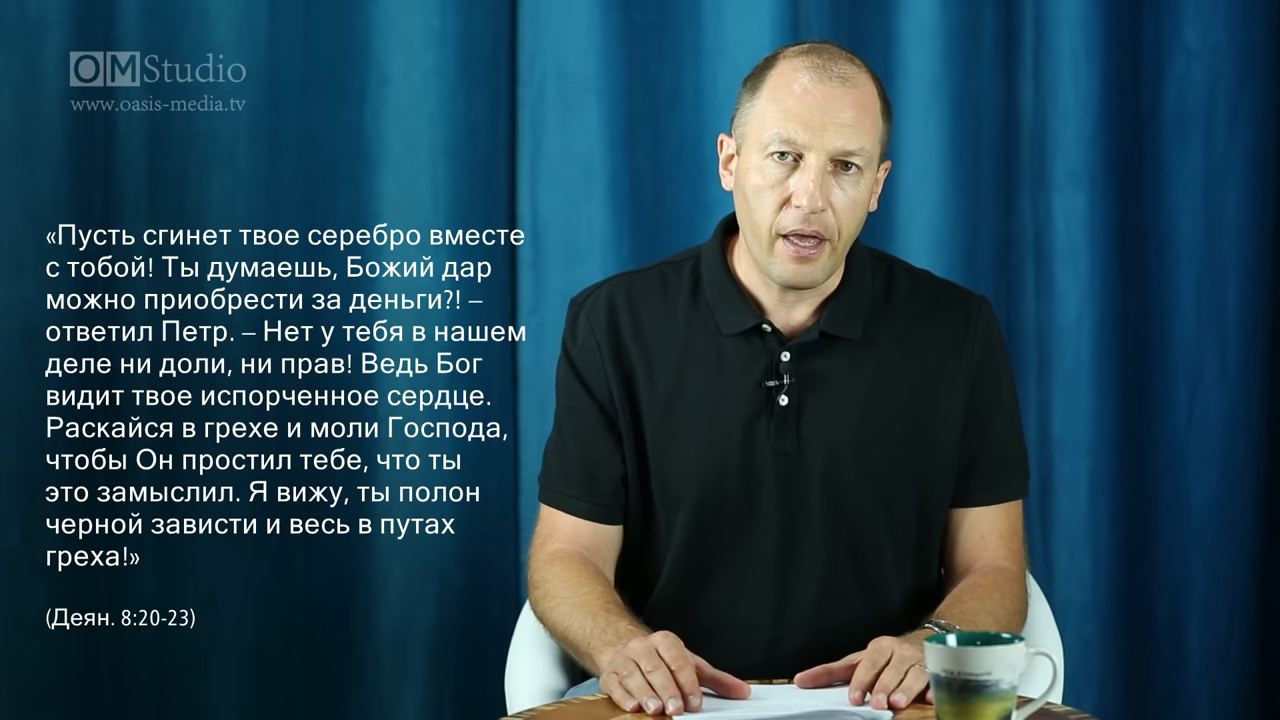 OM Studio
www.oasis-media.tv
«Пусть сгинет твое серебро вместе
с тобой! Ты думаешь, Божий дар
можно приобрести за деньги?! –
ответил Петр. – Нет у тебя в нашем
деле ни доли, ни прав! Ведь Бог
видит твое испорченное сердце.
Раскайся в грехе и моли Господа,
чтобы Он простил тебе, что ты
это замыслил. Я вижу, ты полон
черной зависти и весь в путах
греха!»
(Деян. 8:20-23)